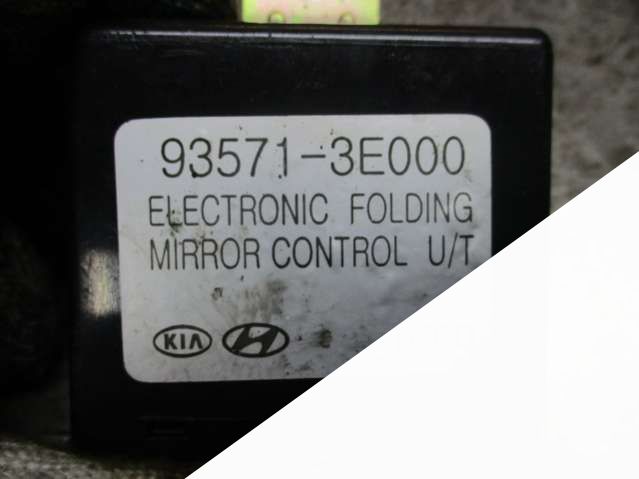 93571-3E000
ELECTRONIC FOLDING
MIRROR CONTROL U/T
KIA